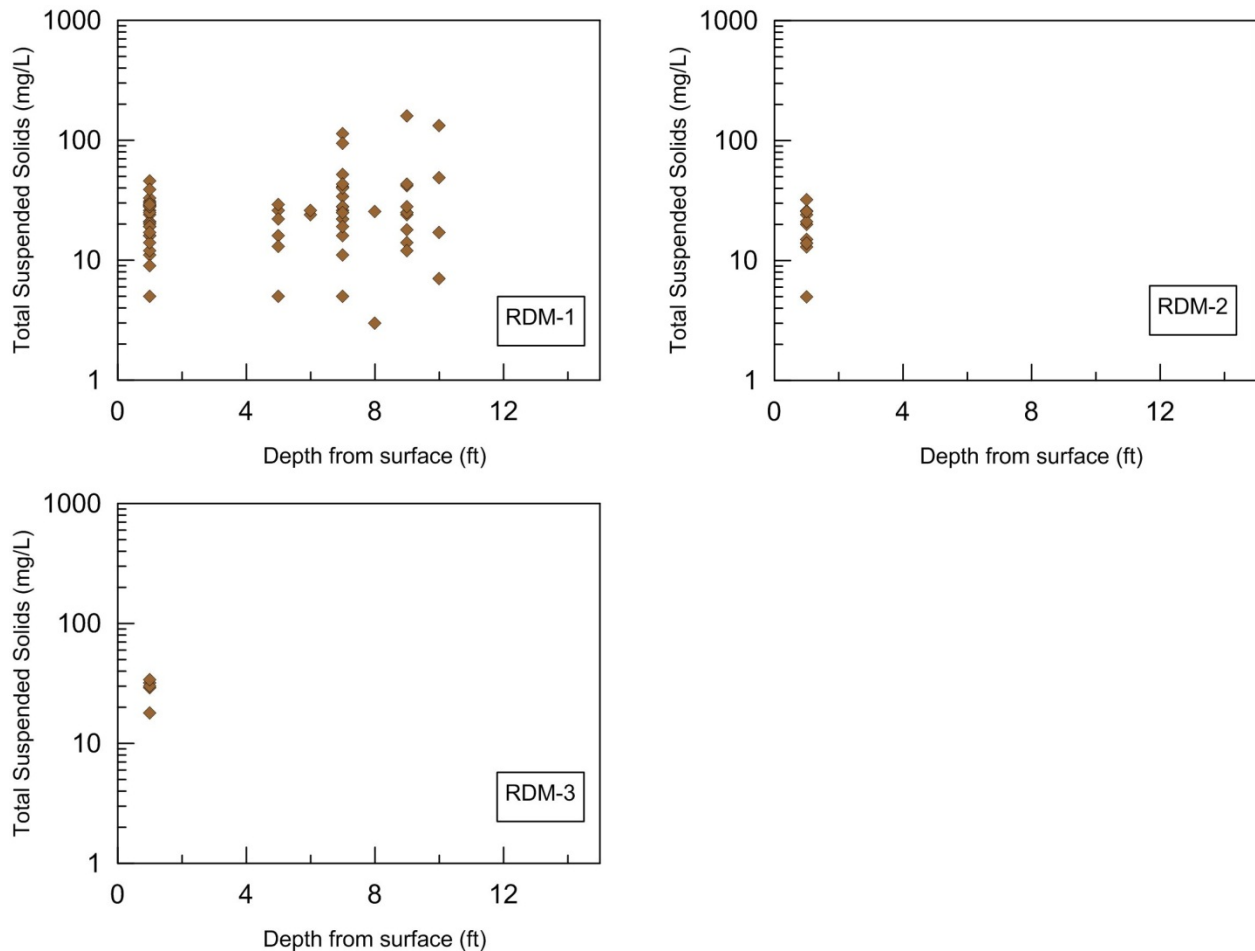 Total Suspended Solids (mg/L)
1000
100
10
1
RDM-1
0 4 8 12
Depth from surface (ft)
Total Suspended Solids (mg/L)
1000
100
10
1
RDM-2
0 4 8 12
Depth from surface (ft)
Total Suspended Solids (mg/L)
1000
100
10
1
RDM-3
0 4 8 12
Depth from surface (ft)